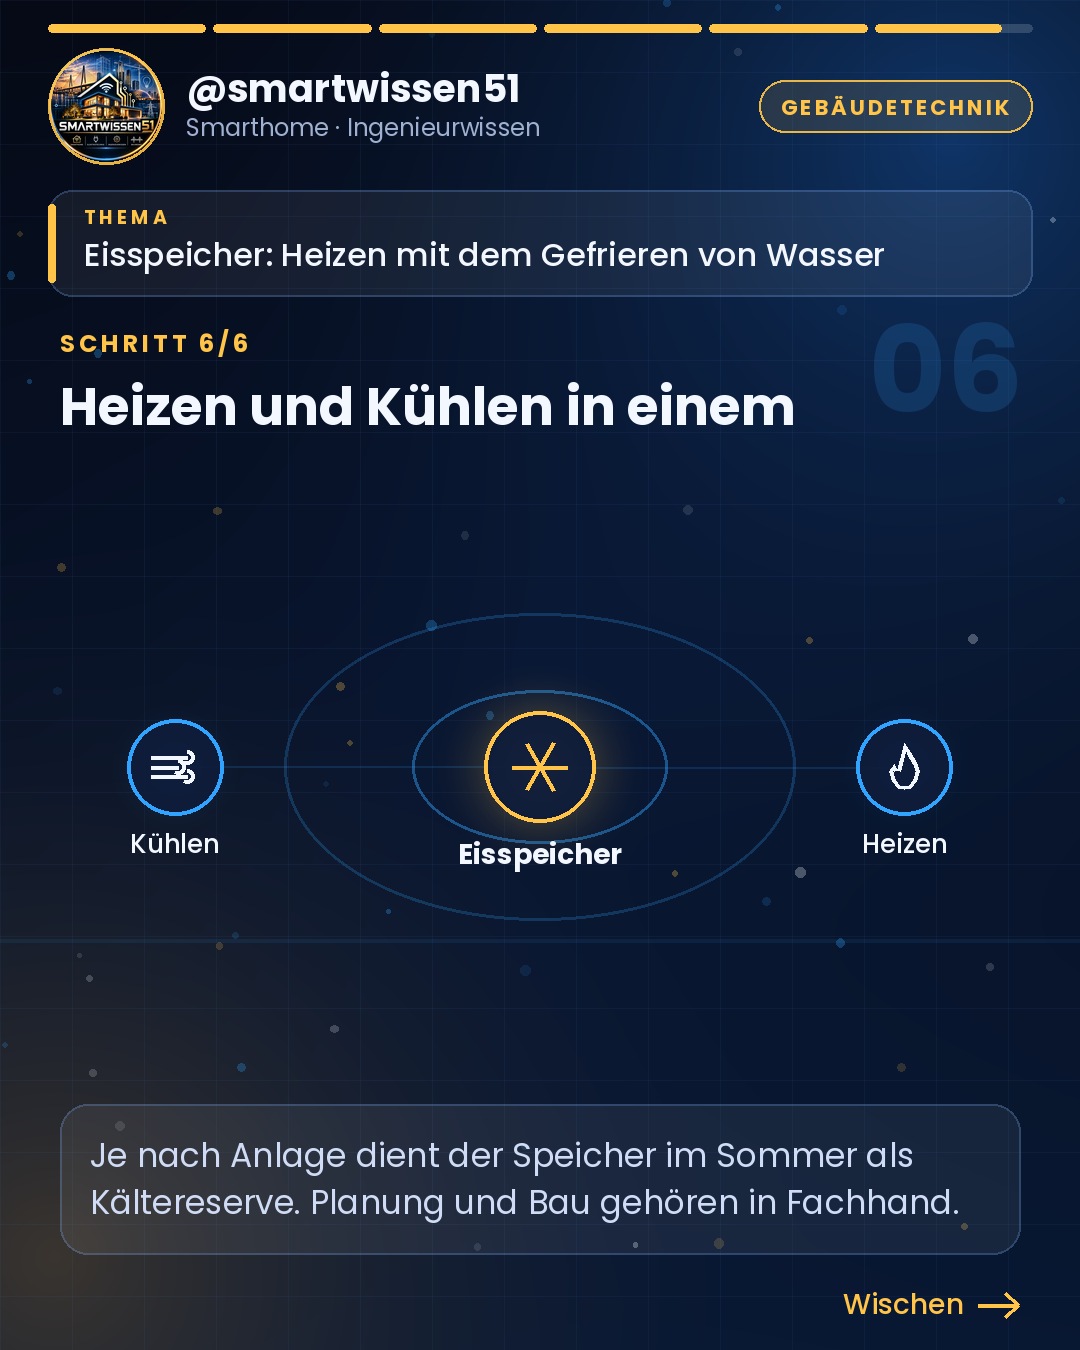 @smartwissen51
Smarthome · Ingenieurwissen
GEBÄUDETECHNIK
SMARTWISSEN51
THEMA
Eisspeicher: Heizen mit dem Gefrieren von Wasser
SCHRITT 6/6
06
Heizen und Kühlen in einem
Kühlen
Eisspeicher
Heizen
Je nach Anlage dient der Speicher im Sommer als
Kältereserve. Planung und Bau gehören in Fachhand.
Wischen